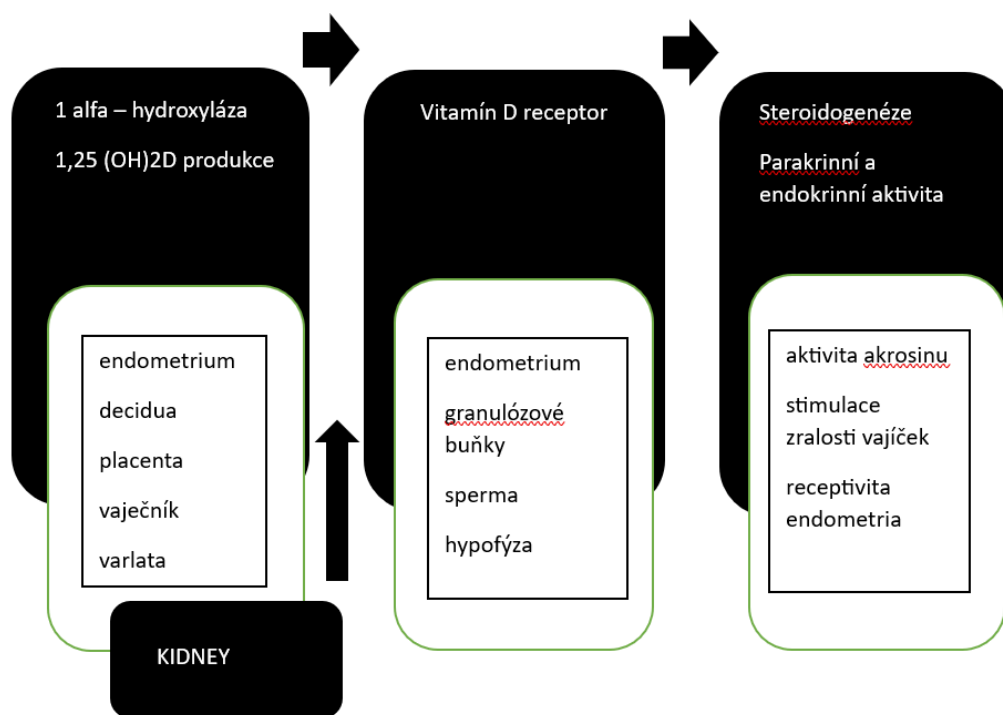 1 alfa – hydroxyláza
1,25 (OH)2D produkce
endometrium
decidua
placenta
vaječník
varlata
KIDNEY
Vitamín D receptor
endometrium
granulózové
buňky
sperma
hypofýza
Steroidogenéze
Parakrinní a
endokrinní aktivita
aktivita akrosinu
stimulace
zralosti vajíček
receptivita
endometria